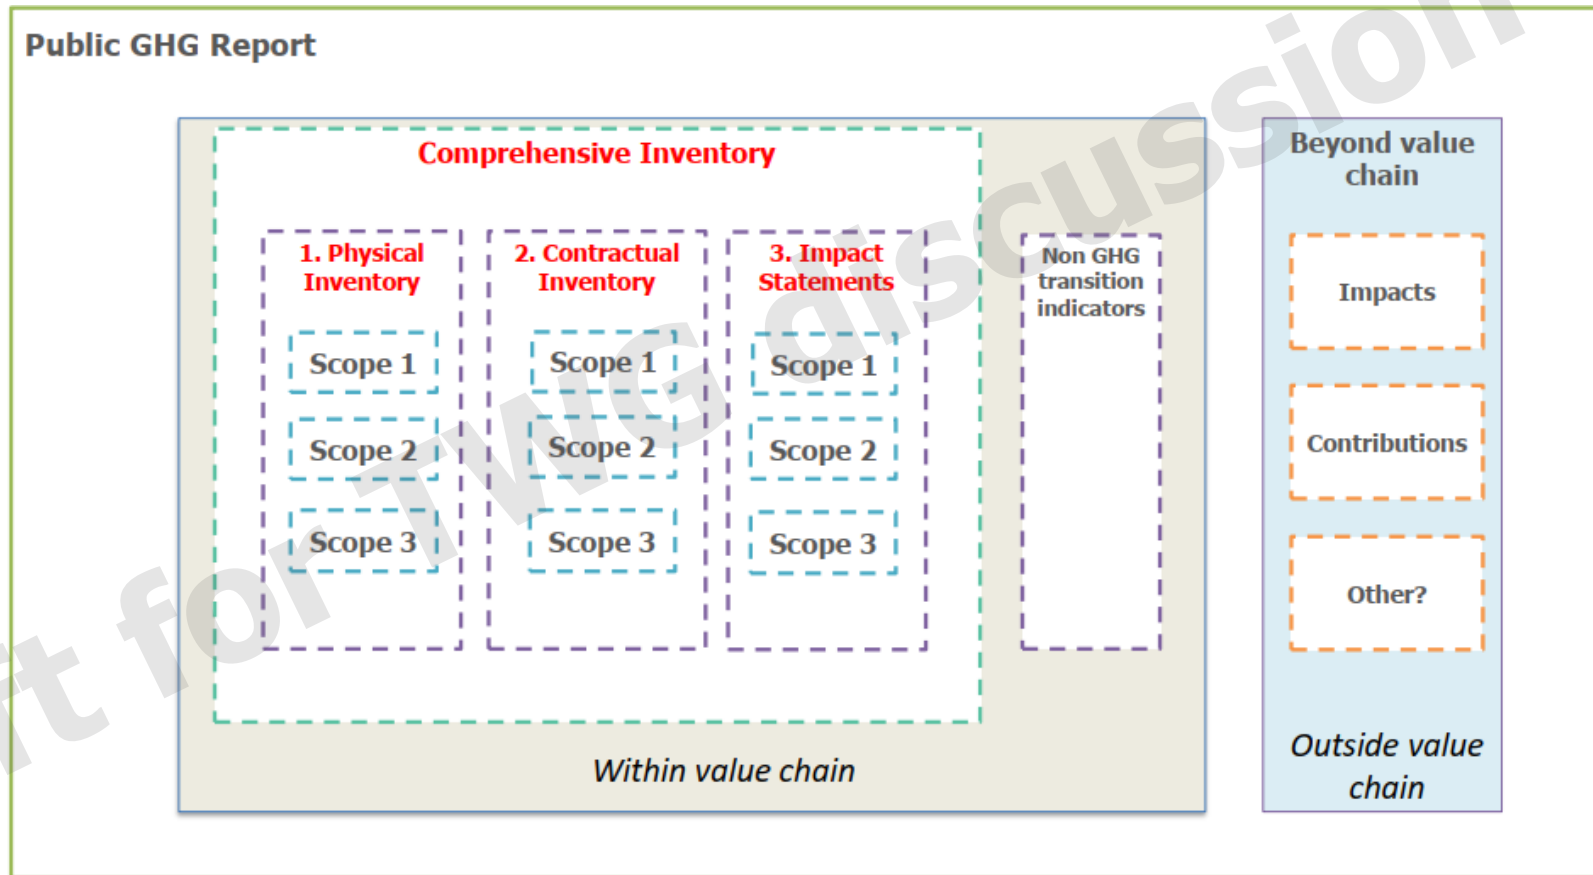 Public GHG Report
Comprehensive Inventory
1. Physical
Inventory
Scope 1
Scope 2
Scope 3
2. Contractual
Inventory
Scope 1
Scope 2
Scope 3
3. Impact
Statements
Scope 1
Scope 2
Scope 3
Non GHG
transition
indicators
Within value chain
Beyond value
chain
Impacts
Contributions
Other?
Outside value
chain
for TWG discussion